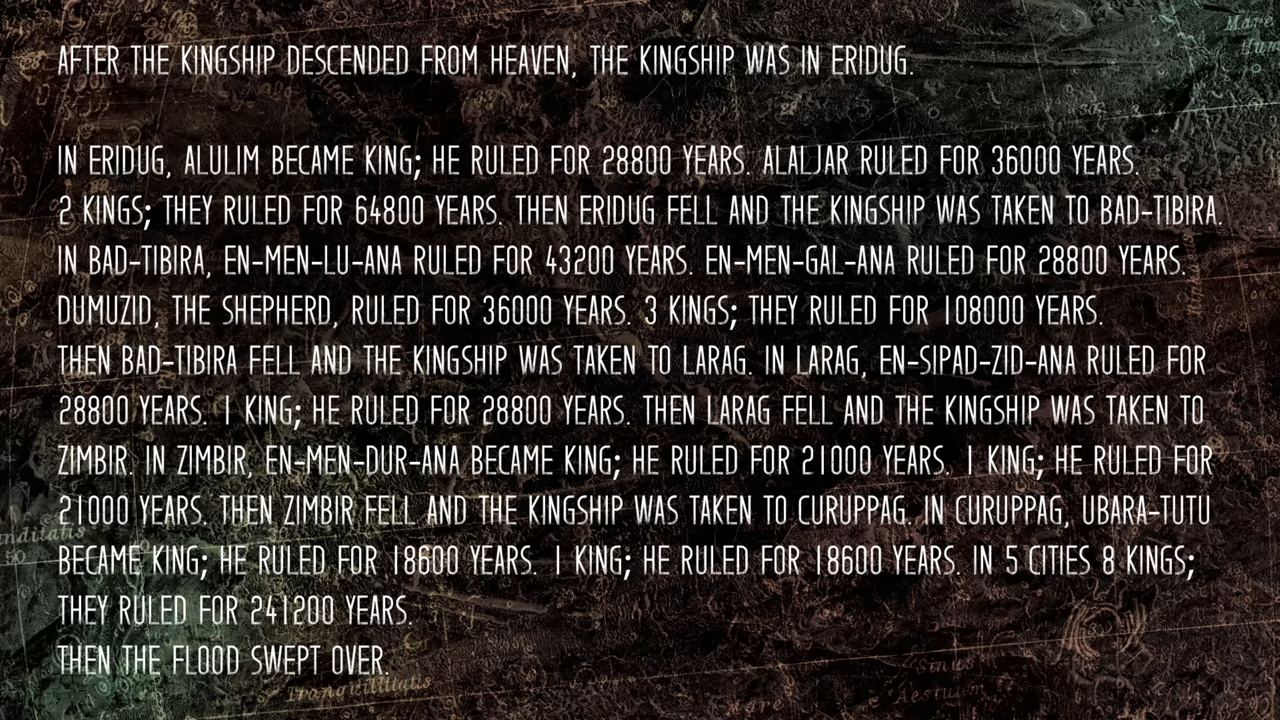 AFTER THE KINGSHIP DESCENDED FROM HEAVEN, THE KINGSHIP WAS IN ERIDUG.
IN ERIDUG, ALULIM BECAME KING; HE RULED FOR 28800 YEARS. ALALJAR RULED FOR 36000 YEARS.
2 KINGS; THEY RULED FOR 64800 YEARS. THEN ERIDUG FELL AND THE KINGSHIP WAS TAKEN TO BAD-TIBIRA.
IN BAD-TIBIRA, EN-MEN-LU-ANA RULED FOR 43200 YEARS. EN-MEN-GAL-ANA RULED FOR 28800 YEARS.
DUMUZID, THE SHEPHERD, RULED FOR 36000 YEARS. 3 KINGS; THEY RULED FOR 108000 YEARS.
THEN BAD-TIBIRA FELL AND THE KINGSHIP WAS TAKEN TO LARAG. IN LARAG, EN-SIPAD-ZID-ANA RULED FOR
28800 YEARS. 1 KING; HE RULED FOR 28800 YEARS. THEN LARAG FELL AND THE KINGSHIP WAS TAKEN TO
ZIMBIR. IN ZIMBIR, EN-MEN-DUR-ANA BECAME KING; HE RULED FOR 21000 YEARS. 1 KING; HE RULED FOR
21000 YEARS. THEN ZIMBIR FELL AND THE KINGSHIP WAS TAKEN TO CURUPPAG. IN CURUPPAG, UBARA-TUTU
BECAME KING; HE RULED FOR 18600 YEARS. 1 KING; HE RULED FOR 18600 YEARS. IN 5 CITIES 8 KINGS;
THEY RULED FOR 241200 YEARS.
THEN THE FLOOD SWEPT OVER.
Mare
Hum
nditatis
50
Tranquillitatis
Mare
Sinus
Aestuum